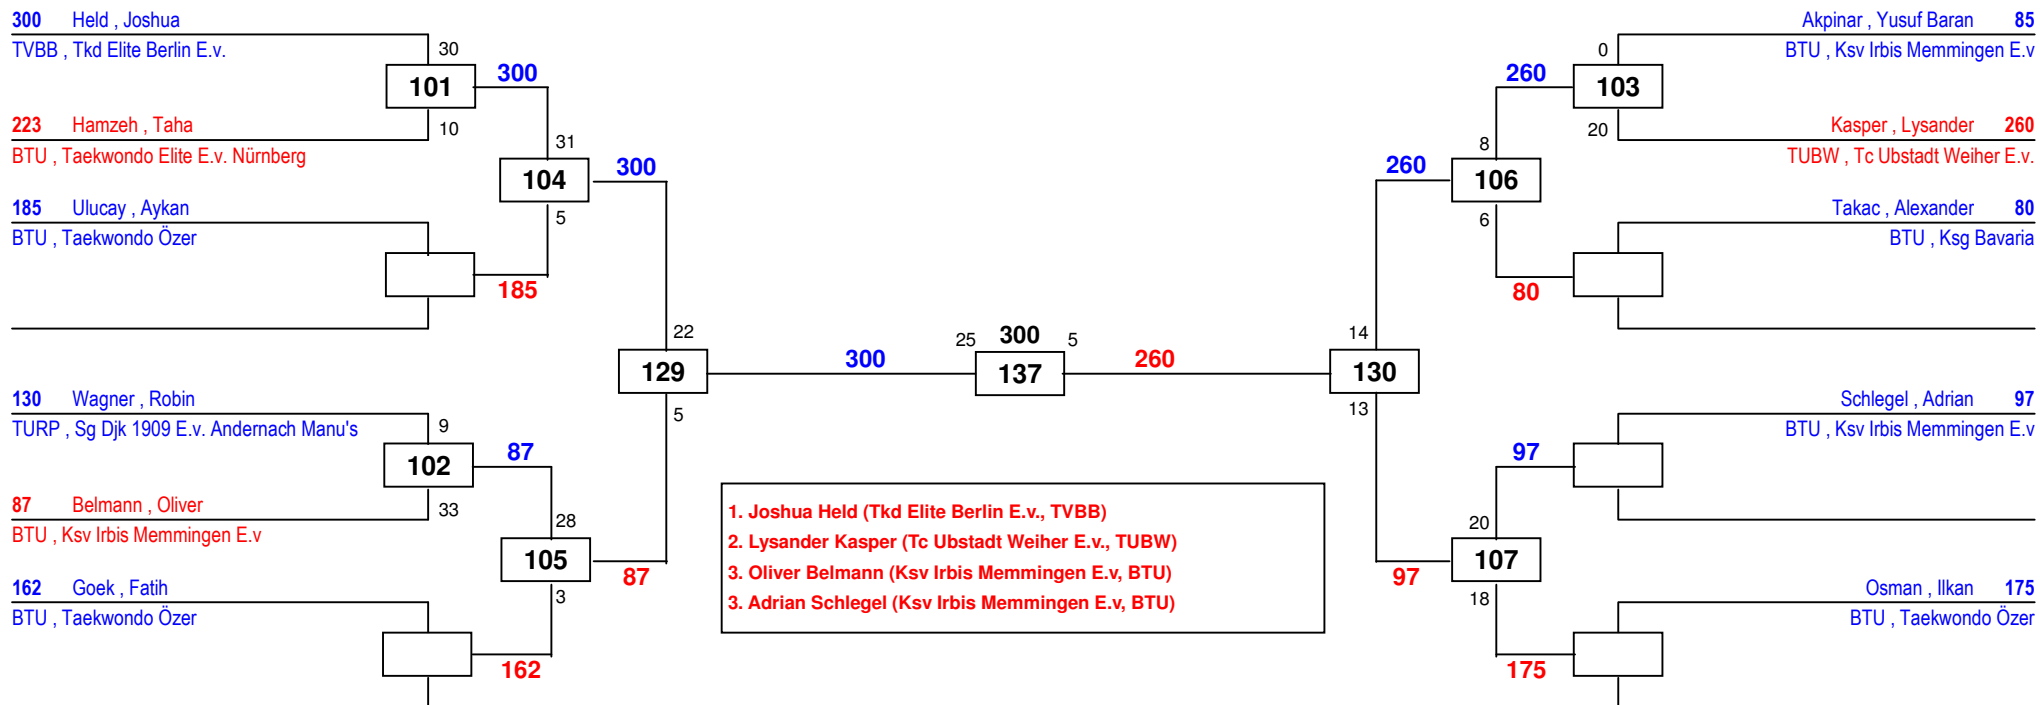 300 Held , Joshua
TVBB , Tkd Elite Berlin E.v.
30
101
300
10
223 Hamzeh , Taha
BTU , Taekwondo Elite E.v. Nürnberg
31
104
300
5
185 Ulucay , Aykan
BTU , Taekwondo Özer
185
22
129
300
5
130 Wagner , Robin
TURP , Sg Djk 1909 E.v. Andernach Manu's
9
102
87
33
87 Belmann , Oliver
BTU , Ksv Irbis Memmingen E.v
28
105
87
3
162 Goek , Fatih
BTU , Taekwondo Özer
162
25 300 5
137
260
Akpinar , Yusuf Baran 85
BTU , Ksv Irbis Memmingen E.v
0
260
103
20
Kasper , Lysander 260
TUBW , Tc Ubstadt Weiher E.v.
8
260
106
6
Takac , Alexander 80
BTU , Ksg Bavaria
80
14
130
13
Schlegel , Adrian 97
BTU , Ksv Irbis Memmingen E.v
97
20
107
97
18
Osman , Ilkan 175
BTU , Taekwondo Özer
175
1. Joshua Held (Tkd Elite Berlin E.v., TVBB)
2. Lysander Kasper (Tc Ubstadt Weiher E.v., TUBW)
3. Oliver Belmann (Ksv Irbis Memmingen E.v, BTU)
3. Adrian Schlegel (Ksv Irbis Memmingen E.v, BTU)